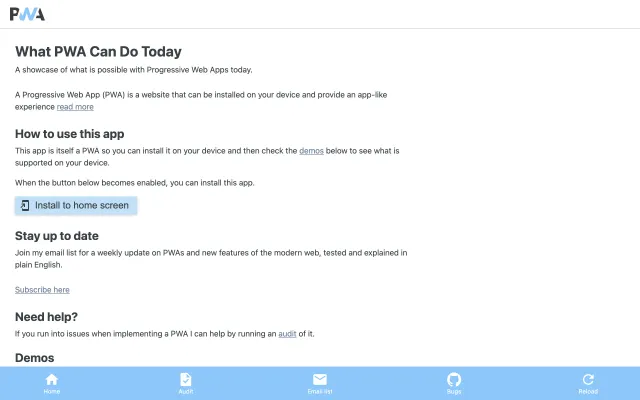 PWA
What PWA Can Do Today
A showcase of what is possible with Progressive Web Apps today.
A Progressive Web App (PWA) is a website that can be installed on your device and provide an app-like
experience read more
How to use this app
This app is itself a PWA so you can install it on your device and then check the demos below to see what is
supported on your device.
When the button below becomes enabled, you can install this app.
Install to home screen
Stay up to date
Join my email list for a weekly update on PWAs and new features of the modern web, tested and explained in
plain English.
Subscribe here
Need help?
If you run into issues when implementing a PWA I can help by running an audit of it.
Demos
Home Audit Email list Bugs Reload